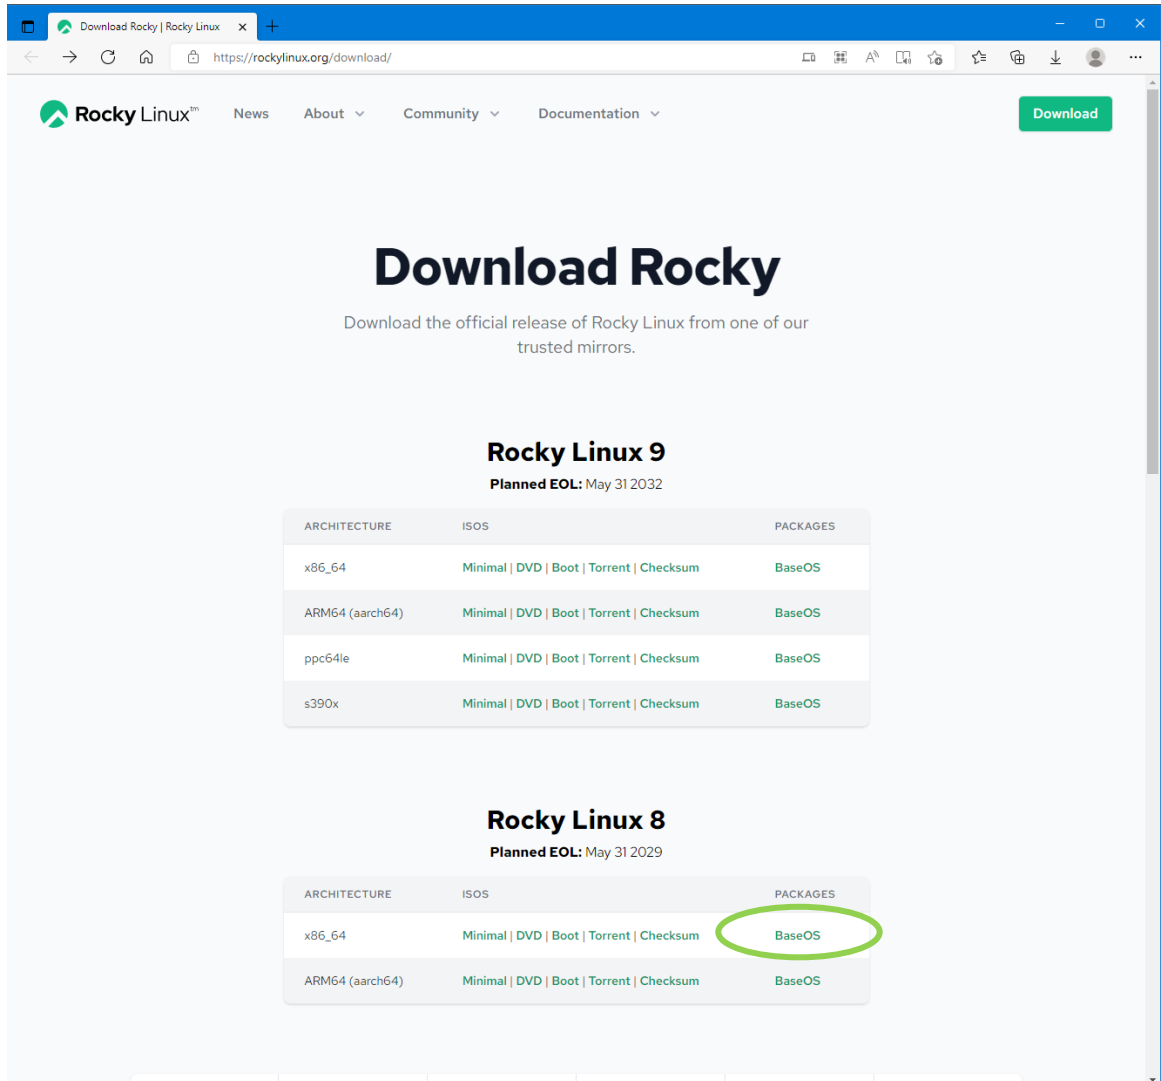 Download Rocky | Rocky Linux
https://rockylinux.org/download/
Rocky Linux™ News About Community Documentation Download
Download Rocky
Download the official release of Rocky Linux from one of our
trusted mirrors.
Rocky Linux 9
Planned EOL: May 31 2032
ARCHITECTURE ISOS PACKAGES
x86_64 Minimal | DVD | Boot | Torrent | Checksum BaseOS
ARM64 (aarch64) Minimal | DVD | Boot | Torrent | Checksum BaseOS
ppc64le Minimal | DVD | Boot | Torrent | Checksum BaseOS
s390x Minimal | DVD | Boot | Torrent | Checksum BaseOS
Rocky Linux 8
Planned EOL: May 31 2029
ARCHITECTURE ISOS PACKAGES
x86_64 Minimal | DVD | Boot | Torrent | Checksum BaseOS
ARM64 (aarch64) Minimal | DVD | Boot | Torrent | Checksum BaseOS